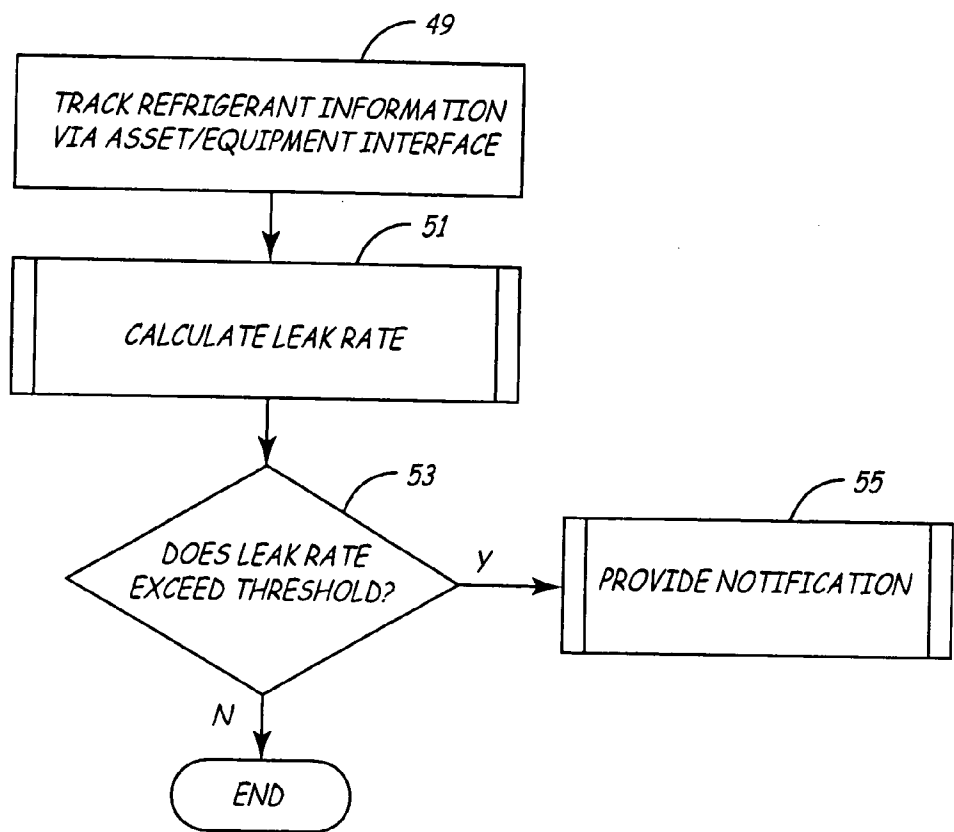 49
TRACK REFRIGERANT INFORMATION
VIA ASSET/EQUIPMENT INTERFACE
51
CALCULATE LEAK RATE
53
DOES LEAK RATE
EXCEED THRESHOLD?
Y
55
PROVIDE NOTIFICATION
N
END